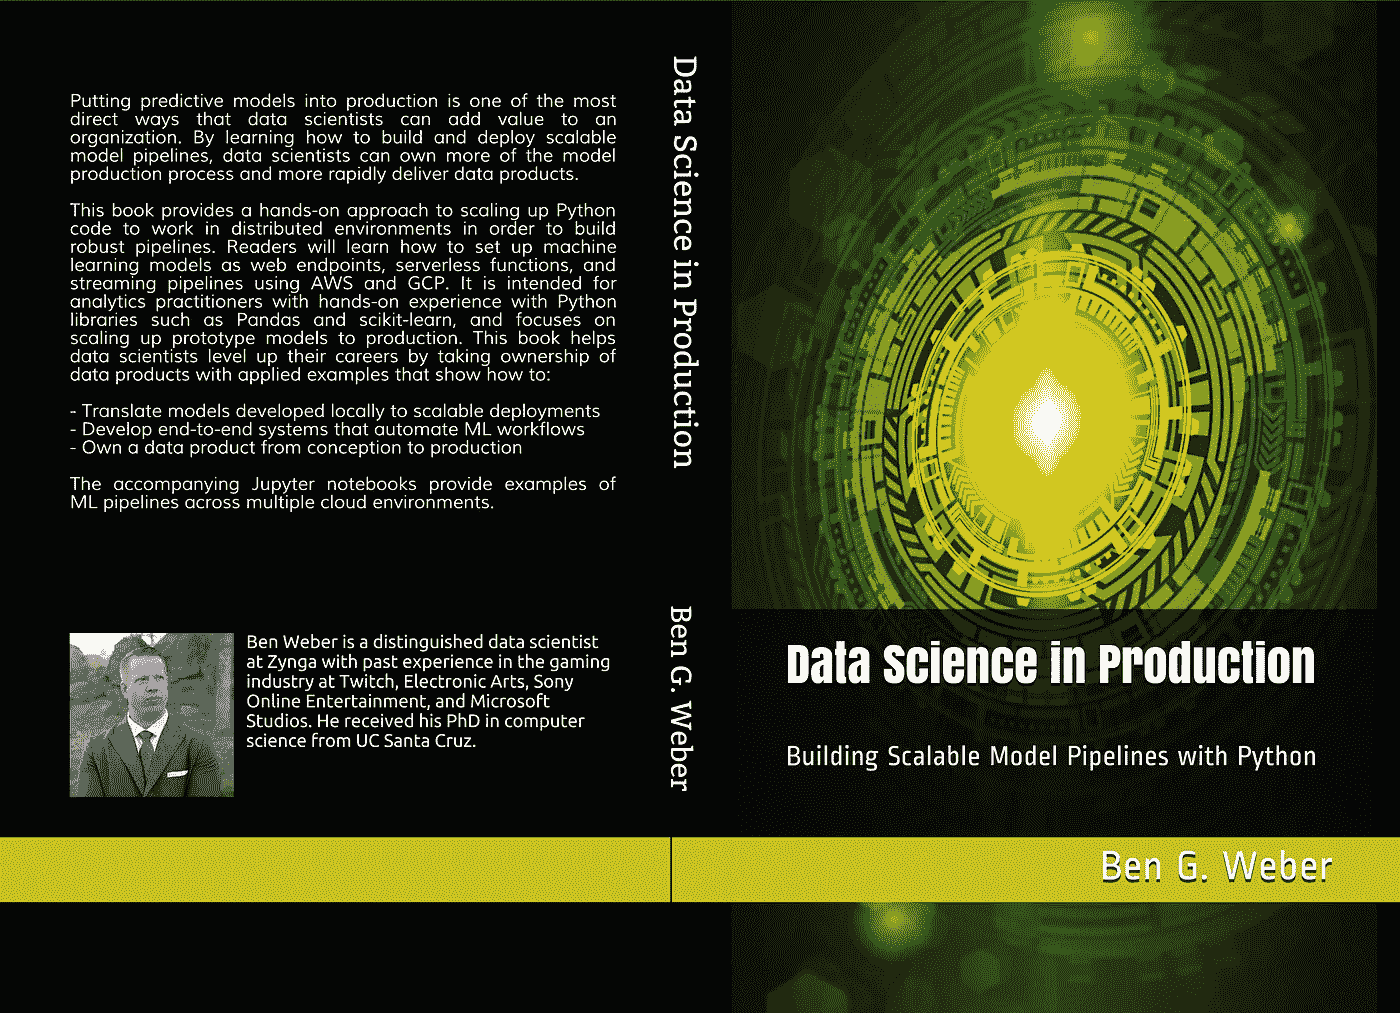 Putting predictive models into production is one of the most
direct ways that data scientists can add value to an
organization. By learning how to build and deploy scalable
model pipelines, data scientists can own more of the model
production process and more rapidly deliver data products.
This book provides a hands-on approach to scaling up Python
code to work in distributed environments in order to build
robust pipelines. Readers will learn how to set up machine
learning models as web endpoints, serverless functions, and
streaming pipelines using AWS and GCP. It is intended for
analytics practitioners with hands-on experience with Python
libraries such as Pandas and scikit-learn, and focuses on
scaling up prototype models to production. This book helps
data scientists level up their careers by taking ownership of
data products with applied examples that show how to:
- Translate models developed locally to scalable deployments
- Develop end-to-end systems that automate ML workflows
- Own a data product from conception to production
The accompanying Jupyter notebooks provide examples of
ML pipelines across multiple cloud environments.
Ben Weber is a distinguished data scientist
at Zynga with past experience in the gaming
industry at Twitch, Electronic Arts, Sony
Online Entertainment, and Microsoft
Studios. He received his PhD in computer
science from UC Santa Cruz.
Data Science in Production
Ben G. Weber
Data Science in Production
Building Scalable Model Pipelines with Python
Ben G. Weber